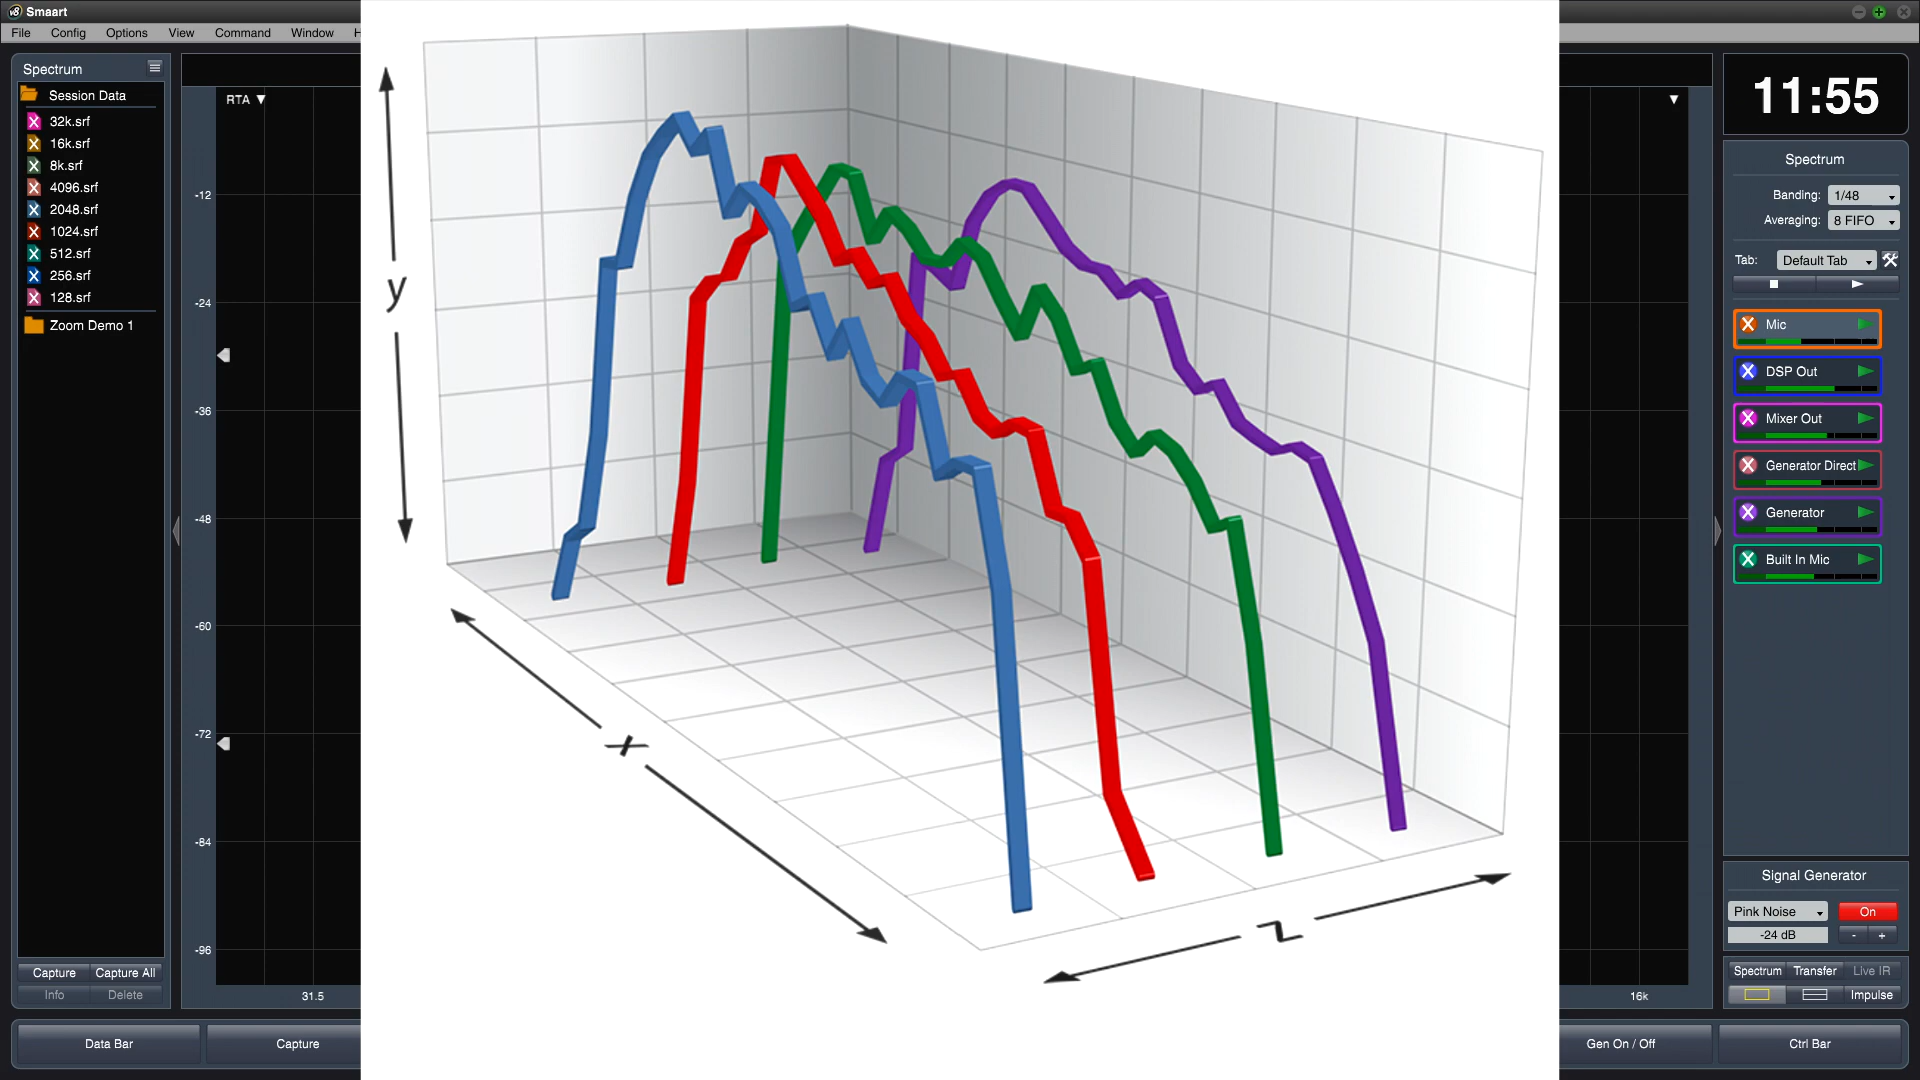 v8 Smaart
File Config Options View Command Window H
Spectrum
Session Data
32k.srf
16k.srf
8k.srf
4096.srf
2048.srf
1024.srf
512.srf
256.srf
128.srf
Zoom Demo 1
Capture Capture All
Info Delete
RTA
-12
-24
-36
-48
-60
-72
-84
-96
31.5
16k
y
x
z
11:55
Spectrum
Banding: 1/48
Averaging: 8 FIFO
Tab: Default Tab
Mic
DSP Out
Mixer Out
Generator Direct
Generator
Built In Mic
Signal Generator
Pink Noise On
-24 dB - +
Spectrum Transfer Live IR
Impulse
Data Bar Capture Gen On / Off Ctrl Bar